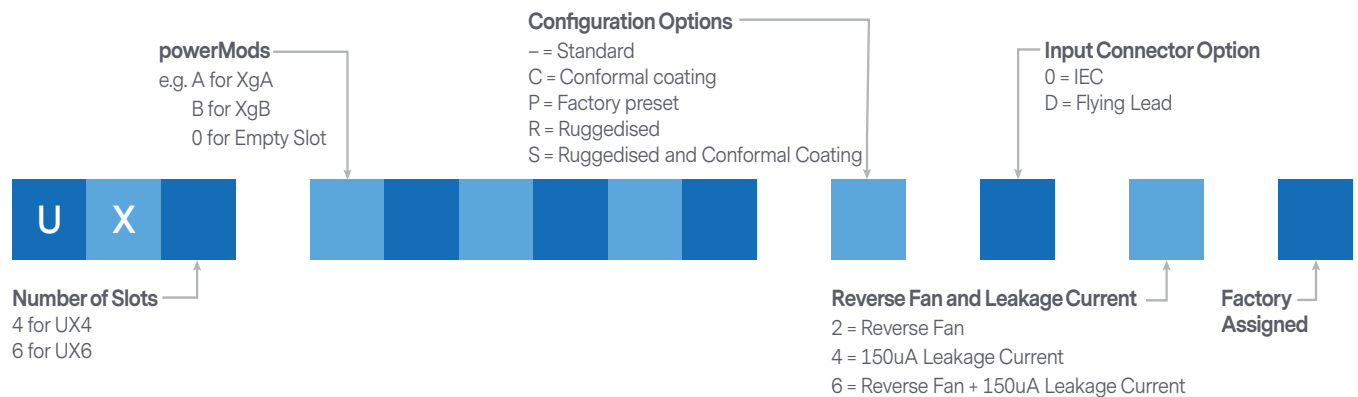 Configuration Options
– = Standard
C = Conformal coating
P = Factory preset
R = Ruggedised
S = Ruggedised and Conformal Coating
powerMods
e.g. A for XgA
B for XgB
0 for Empty Slot
Input Connector Option
0 = IEC
D = Flying Lead
U X
Number of Slots
4 for UX4
6 for UX6
Reverse Fan and Leakage Current
2 = Reverse Fan
4 = 150uA Leakage Current
6 = Reverse Fan + 150uA Leakage Current
Factory
Assigned